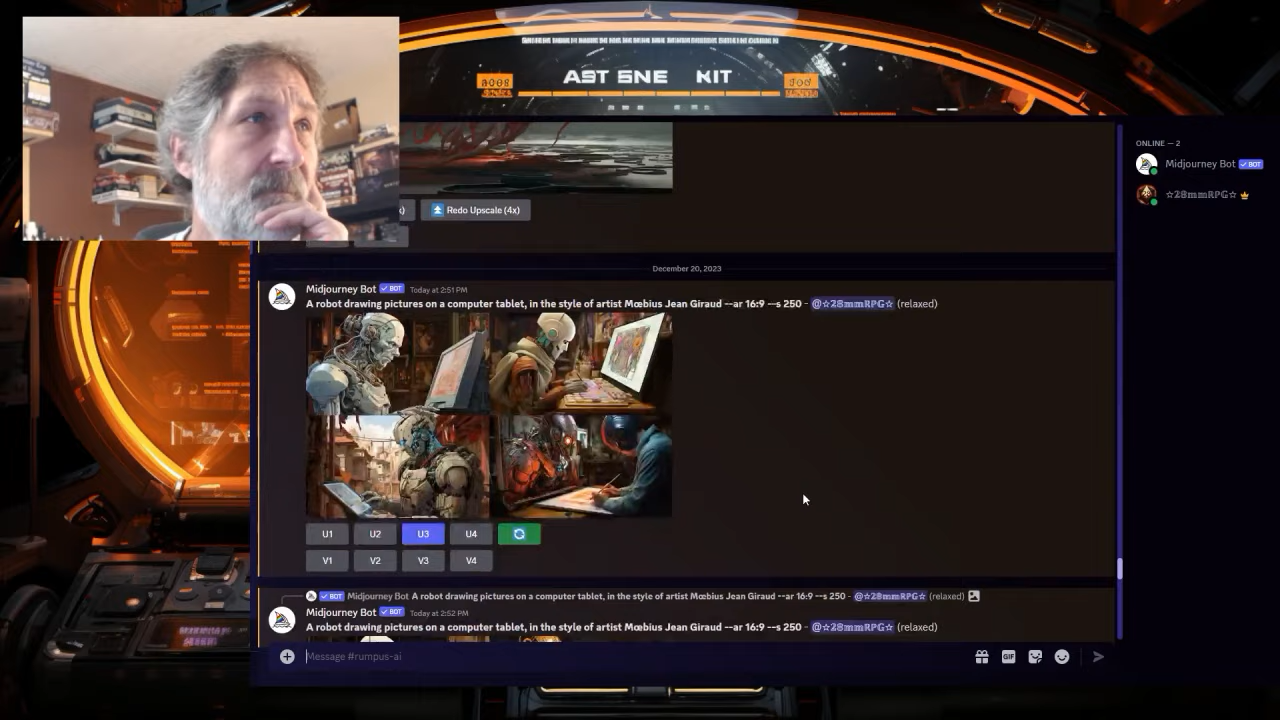 AST SNE KIT
ONLINE — 2
Midjourney Bot BOT
☆28mmRPG☆
Redo Upscale (4x)
December 20, 2023
Midjourney Bot BOT Today at 2:51 PM
A robot drawing pictures on a computer tablet, in the style of artist Mœbius Jean Giraud --ar 16:9 --s 250 - @☆28mmRPG☆ (relaxed)
U1 U2 U3 U4
V1 V2 V3 V4
BOT Midjourney Bot A robot drawing pictures on a computer tablet, in the style of artist Mœbius Jean Giraud --ar 16:9 --s 250 - @☆28mmRPG☆ (relaxed)
Midjourney Bot BOT Today at 2:52 PM
A robot drawing pictures on a computer tablet, in the style of artist Mœbius Jean Giraud --ar 16:9 --s 250 - @☆28mmRPG☆ (relaxed)
Message #rumpus-ai
GIF